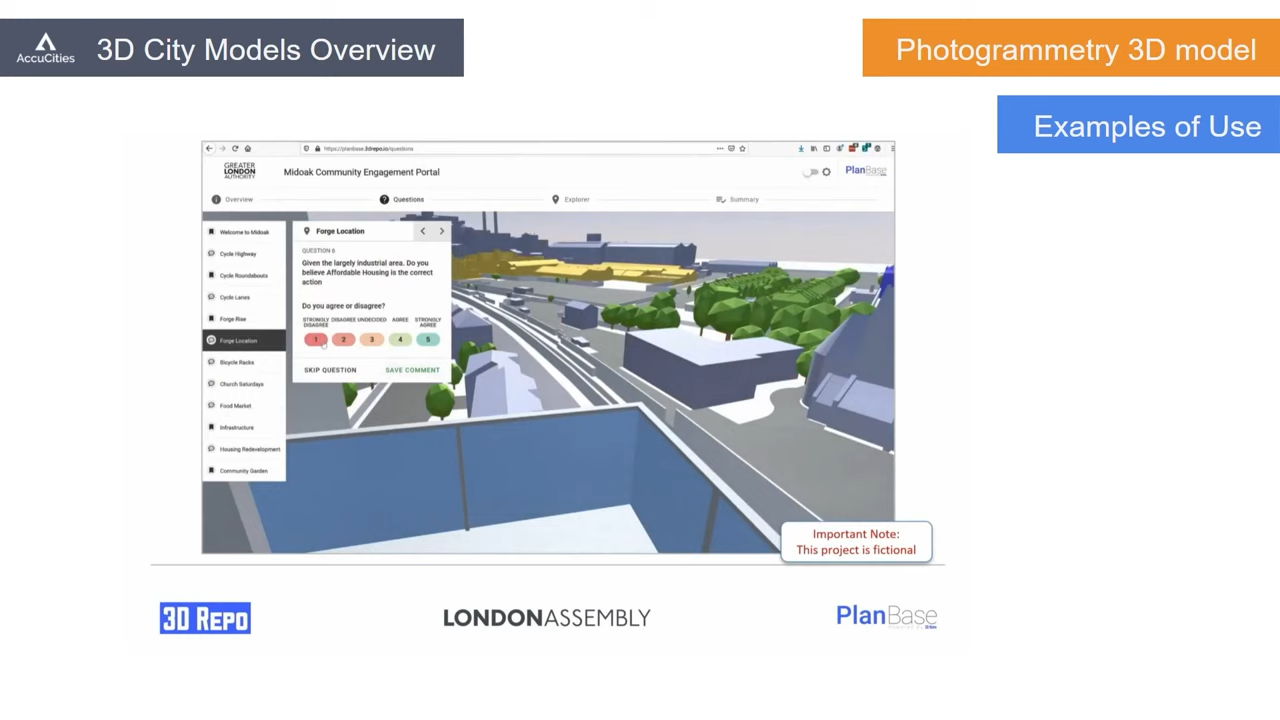 AccuCities
3D City Models Overview
Photogrammetry 3D model
Examples of Use
https://planbase.3drepo.io/questions
GREATER
LONDON
AUTHORITY
Midoak Community Engagement Portal
PlanBase
Overview
Questions
Explorer
Summary
Welcome to Midoak
Cycle Highway
Cycle Roundabouts
Cycle Lanes
Forge Rise
Forge Location
Bicycle Racks
Church Saturdays
Food Market
Infrastructure
Housing Redevelopment
Community Garden
Forge Location
QUESTION 6
Given the largely industrial area. Do you
believe Affordable Housing is the correct
action
Do you agree or disagree?
STRONGLY DISAGREE
DISAGREE
UNDECIDED
AGREE
STRONGLY AGREE
1 2 3 4 5
SKIP QUESTION
SAVE COMMENT
Important Note:
This project is fictional
3D REPO
LONDONASSEMBLY
PlanBase